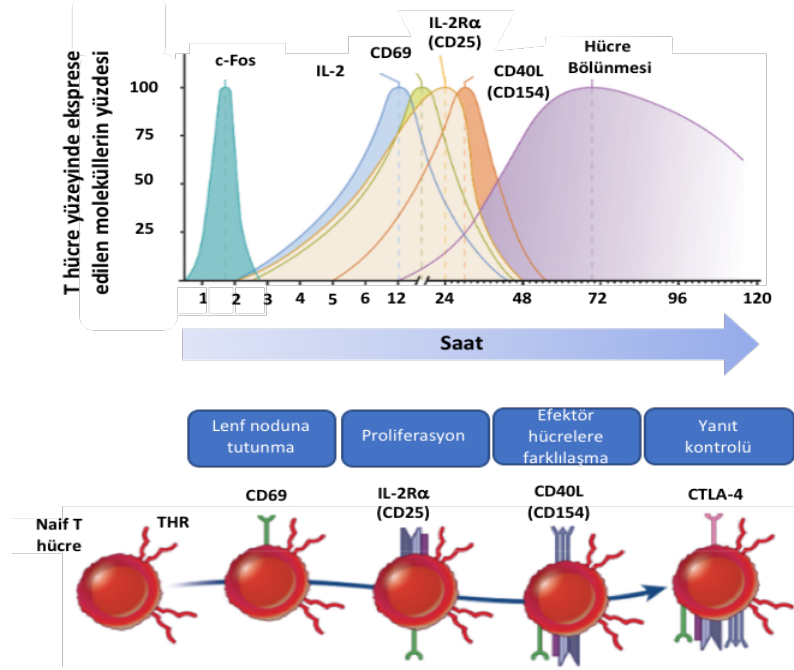 T hücre yüzeyinde eksprese
edilen moleküllerin yüzdesi
100
75
50
25
c-Fos
IL-2
CD69
IL-2Rα
(CD25)
CD40L
(CD154)
Hücre
Bölünmesi
1 2 3 4 5 6 12 24 48 72 96 120
Saat
Lenf noduna
tutunma
Proliferasyon
Efektör
hücrelere
farklılaşma
Yanıt
kontrolü
Naif T
hücre
THR
CD69
IL-2Rα
(CD25)
CD40L
(CD154)
CTLA-4